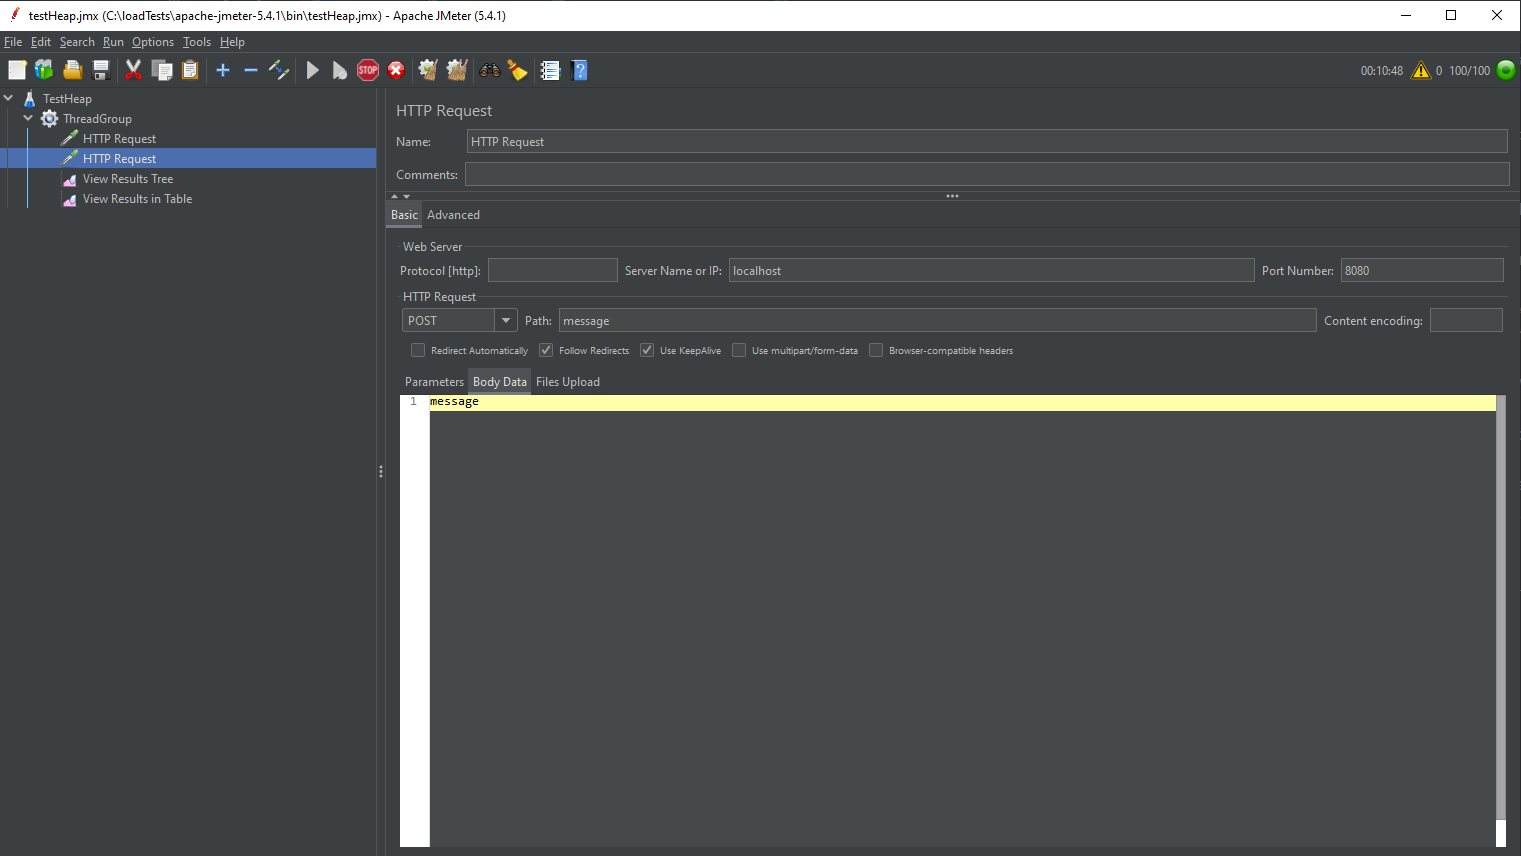 testHeap.jmx (C:\loadTests\apache-jmeter-5.4.1\bin\testHeap.jmx) - Apache JMeter (5.4.1)
File Edit Search Run Options Tools Help
STOP ? 00:10:48 0 100/100
TestHeap
ThreadGroup
HTTP Request
HTTP Request
View Results Tree
View Results in Table
HTTP Request
Name: HTTP Request
Comments:
Basic Advanced
Web Server
Protocol [http]: Server Name or IP: localhost Port Number: 8080
HTTP Request
POST Path: message Content encoding:
Redirect Automatically Follow Redirects Use KeepAlive Use multipart/form-data Browser-compatible headers
Parameters Body Data Files Upload
1 message